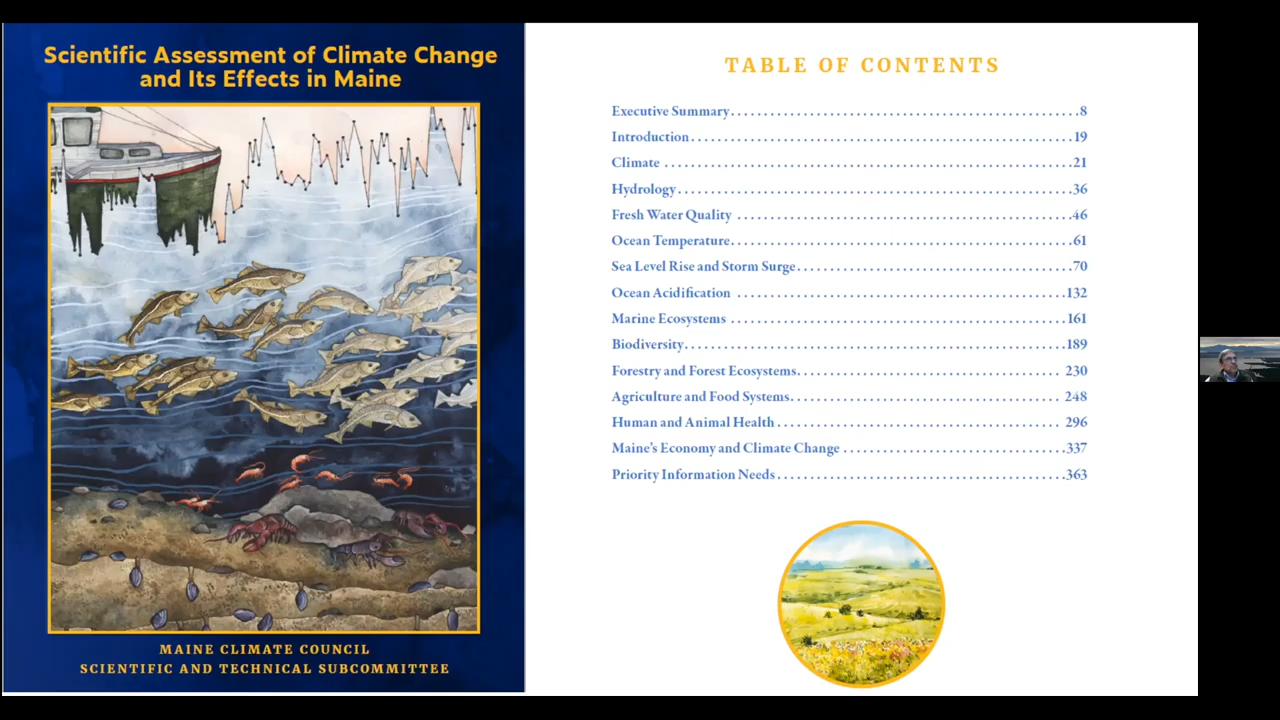 Scientific Assessment of Climate Change
and Its Effects in Maine
MAINE CLIMATE COUNCIL
SCIENTIFIC AND TECHNICAL SUBCOMMITTEE
TABLE OF CONTENTS
Executive Summary 8
Introduction 19
Climate 21
Hydrology 36
Fresh Water Quality 46
Ocean Temperature 61
Sea Level Rise and Storm Surge 70
Ocean Acidification 132
Marine Ecosystems 161
Biodiversity 189
Forestry and Forest Ecosystems 230
Agriculture and Food Systems 248
Human and Animal Health 296
Maine's Economy and Climate Change 337
Priority Information Needs 363